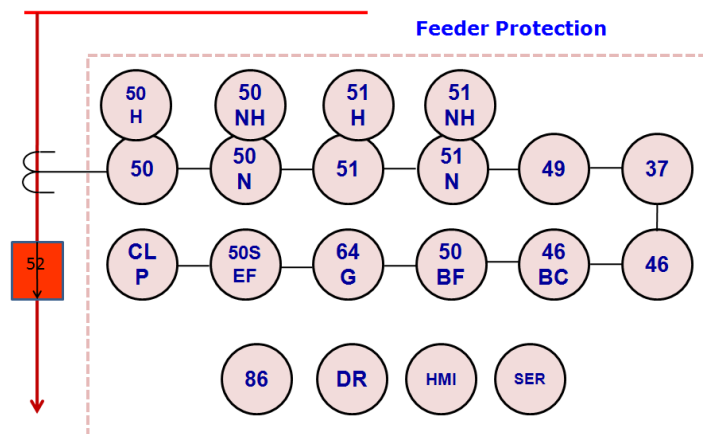 Feeder Protection
50
H
50
NH
51
H
51
NH
50
50
N
51
51
N
49
37
52
CL
P
50S
EF
64
G
50
BF
46
BC
46
86
DR
HMI
SER